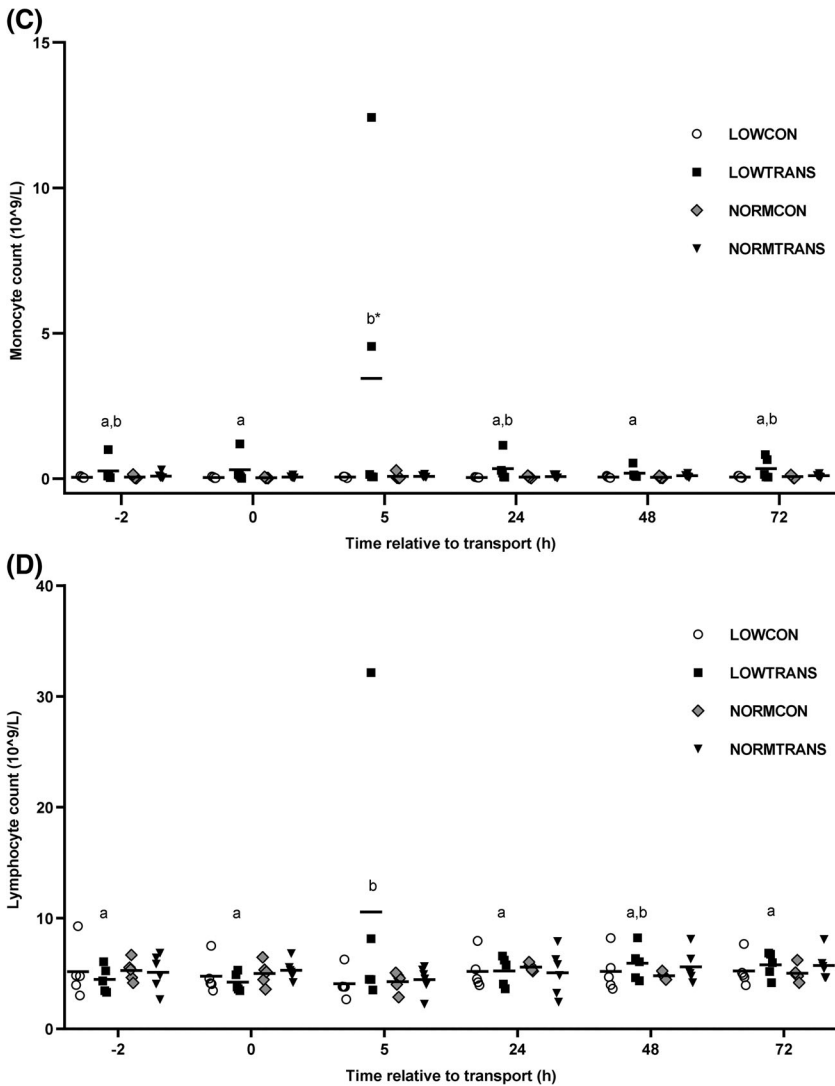 (C)
15
10
5
0
Monocyte count (10^9/L)
LOWCON
LOWTRANS
NORMCON
NORMTRANS
b*
a,b
a
a,b
a
a,b
-2
0
5
24
48
72
Time relative to transport (h)
(D)
40
30
20
10
0
Lymphocyte count (10^9/L)
LOWCON
LOWTRANS
NORMCON
NORMTRANS
b
a
a
a
a,b
a
-2
0
5
24
48
72
Time relative to transport (h)